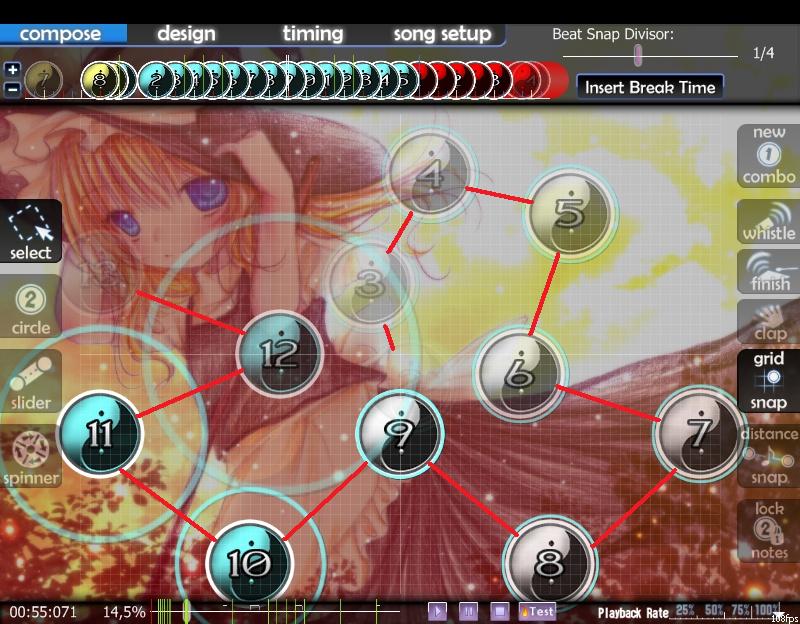 compose design timing song setup
Beat Snap Divisor:
1/4
Insert Break Time
new
combo
whistle
finish
clap
grid
snap
distance
snap
lock
notes
select
circle
slider
spinner
3
4
5
6
7
8
9
10
11
12
00:55:071 14,5% Test Playback Rate 25% 50% 75% 100%
108fps